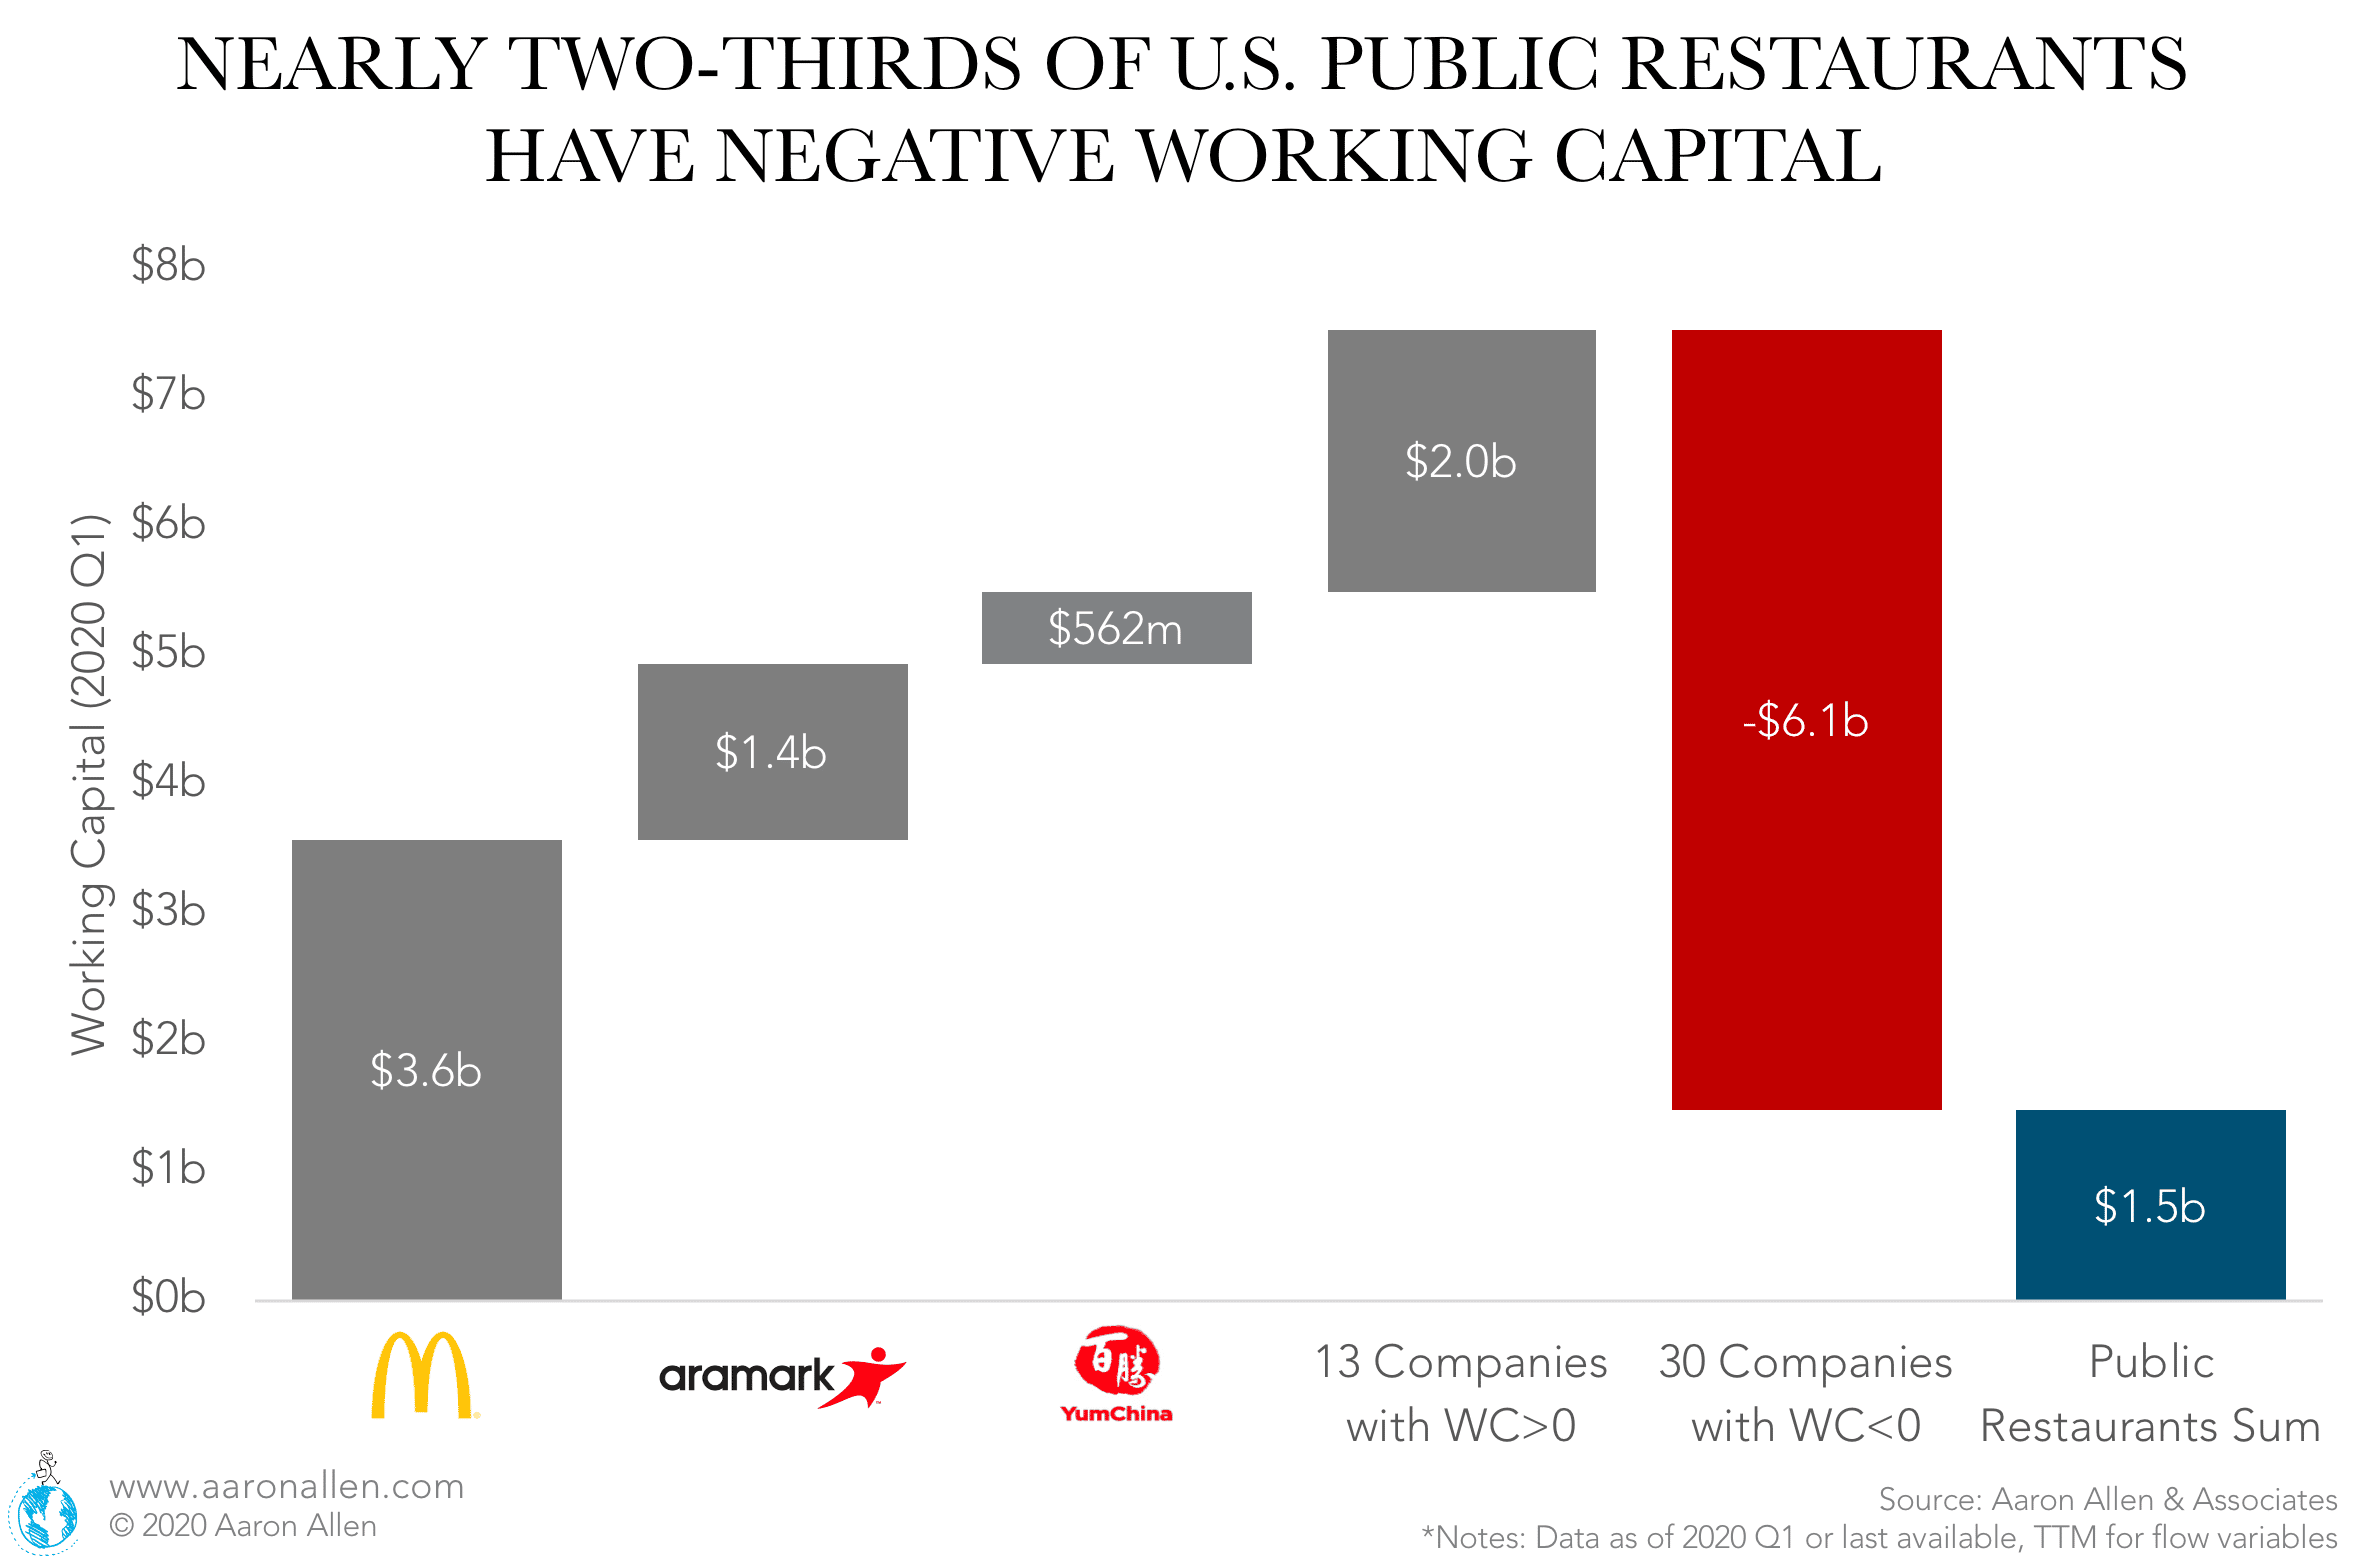 NEARLY TWO-THIRDS OF U.S. PUBLIC RESTAURANTS
HAVE NEGATIVE WORKING CAPITAL
Working Capital (2020 Q1)
$8b
$7b
$6b
$5b
$4b
$3b
$2b
$1b
$0b
$3.6b
$1.4b
$562m
$2.0b
-$6.1b
$1.5b
aramark
百胜
YumChina
13 Companies
with WC>0
30 Companies
with WC<0
Public
Restaurants Sum
www.aaronallen.com
© 2020 Aaron Allen
Source: Aaron Allen & Associates
*Notes: Data as of 2020 Q1 or last available, TTM for flow variables